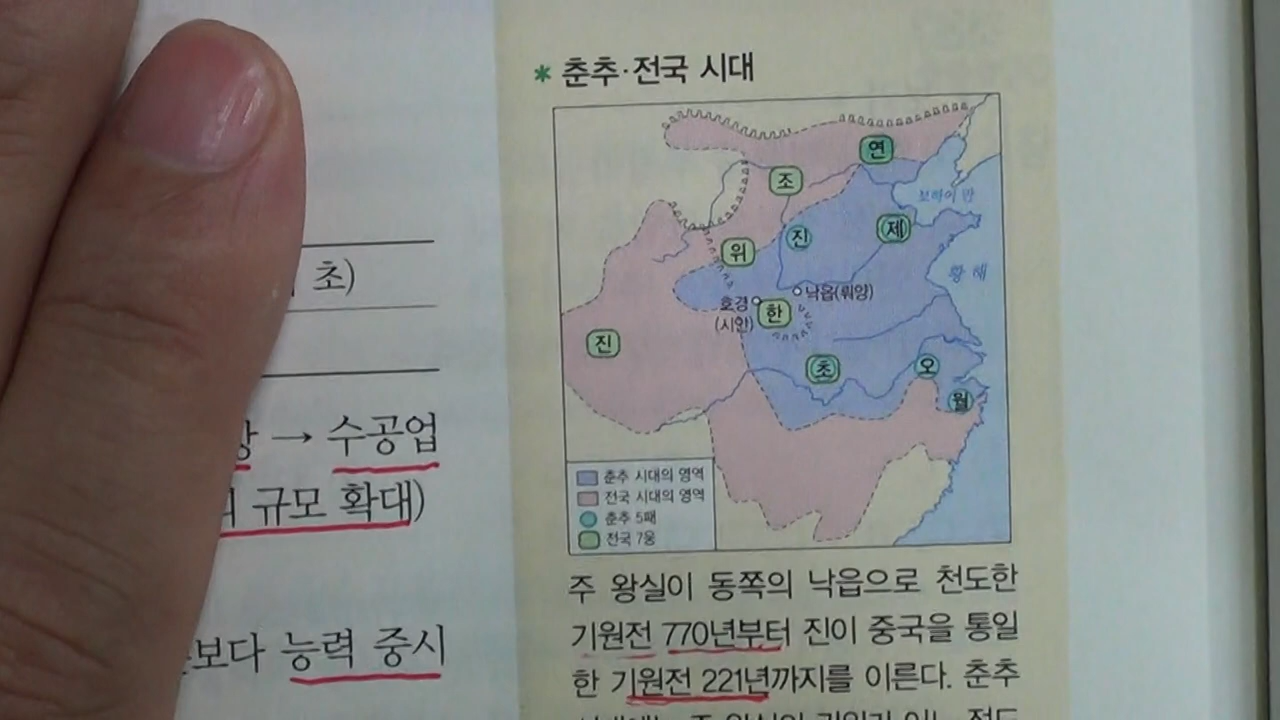 초)
→ 수공업
규모 확대)
보다 능력 중시
* 춘추·전국 시대
연
조
보하이 만
제
진
위
황해
낙읍(뤄양)
호경
(시안)
한
진
초
오
월
춘추 시대의 영역
전국 시대의 영역
춘추 5패
전국 7웅
주 왕실이 동쪽의 낙읍으로 천도한
기원전 770년부터 진이 중국을 통일
한 기원전 221년까지를 이른다. 춘추